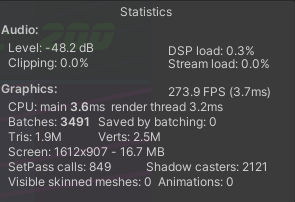 Statistics
Audio:
Level: -48.2 dB DSP load: 0.3%
Clipping: 0.0% Stream load: 0.0%
Graphics: 273.9 FPS (3.7ms)
CPU: main 3.6ms render thread 3.2ms
Batches: 3491 Saved by batching: 0
Tris: 1.9M Verts: 2.5M
Screen: 1612x907 - 16.7 MB
SetPass calls: 849 Shadow casters: 2121
Visible skinned meshes: 0 Animations: 0